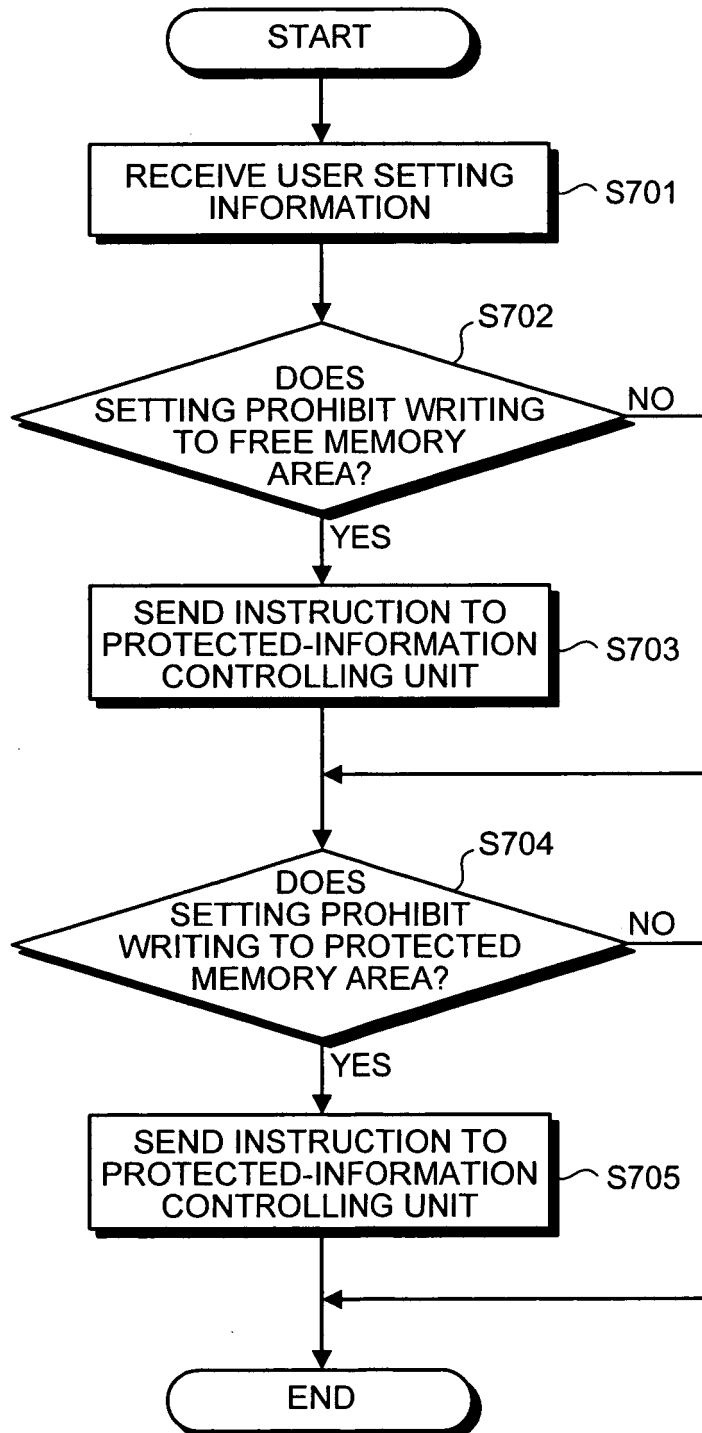 START
RECEIVE USER SETTING
INFORMATION
S701
S702
DOES
SETTING PROHIBIT WRITING
TO FREE MEMORY
AREA?
NO
YES
SEND INSTRUCTION TO
PROTECTED-INFORMATION
CONTROLLING UNIT
S703
S704
DOES
SETTING PROHIBIT
WRITING TO PROTECTED
MEMORY AREA?
NO
YES
SEND INSTRUCTION TO
PROTECTED-INFORMATION
CONTROLLING UNIT
S705
END